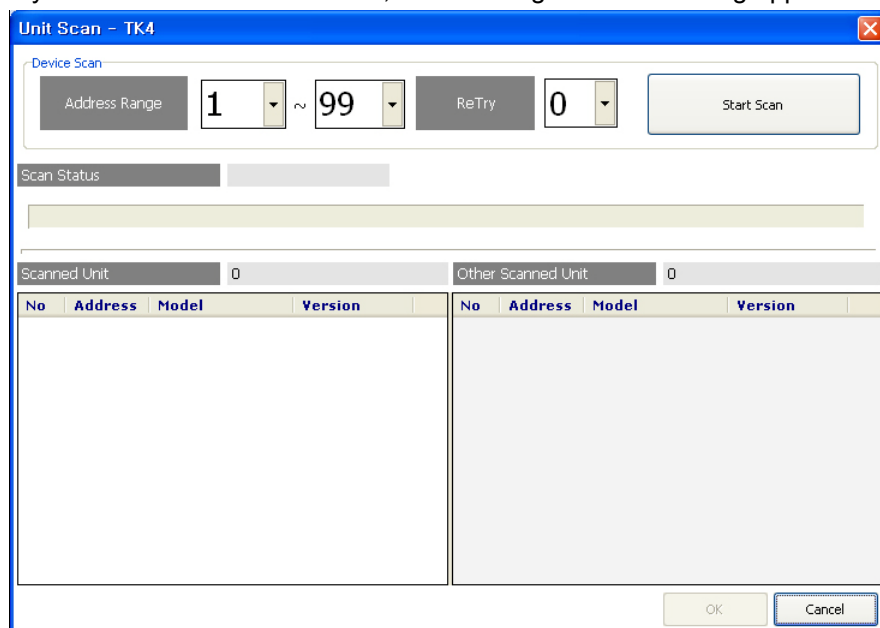 Unit Scan - TK4
Device Scan
Address Range 1 ~ 99 ReTry 0 Start Scan
Scan Status
Scanned Unit 0 Other Scanned Unit 0
No Address Model Version No Address Model Version
OK Cancel